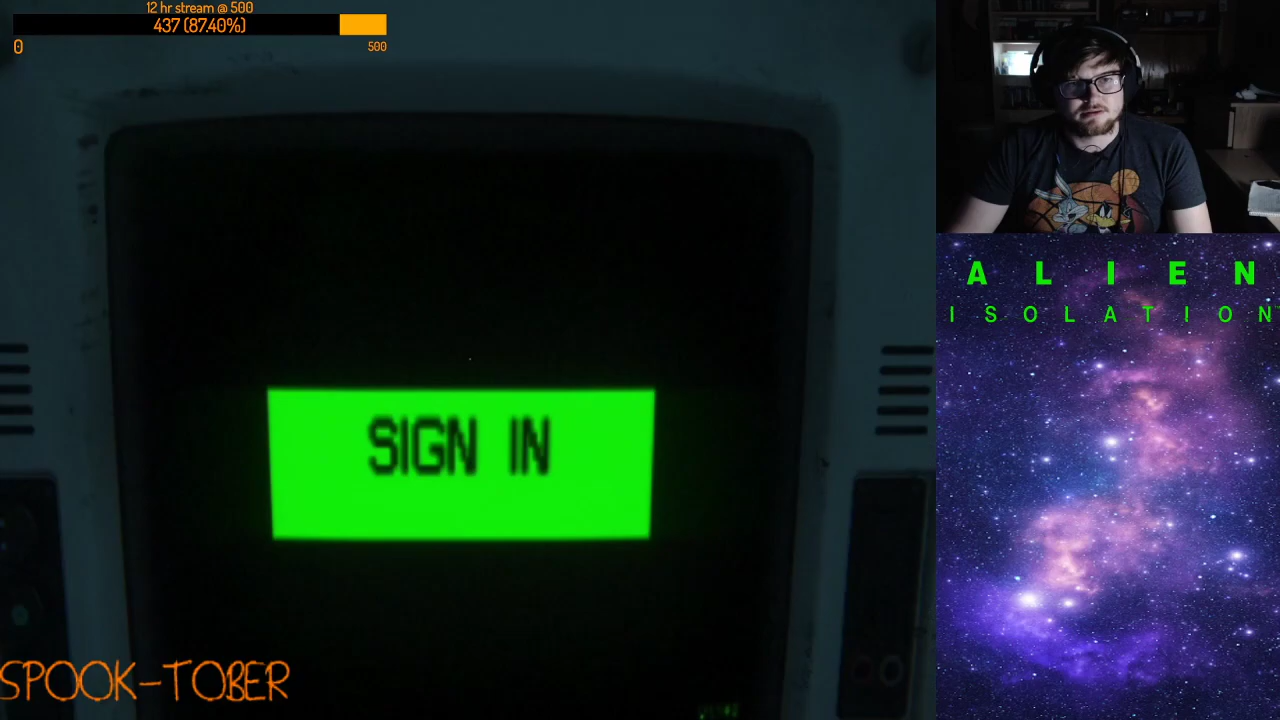 12 hr stream @ 500
437 (87.40%)
0
500
SIGN IN
A L I E N
I S O L A T I O N
SPOOK-TOBER